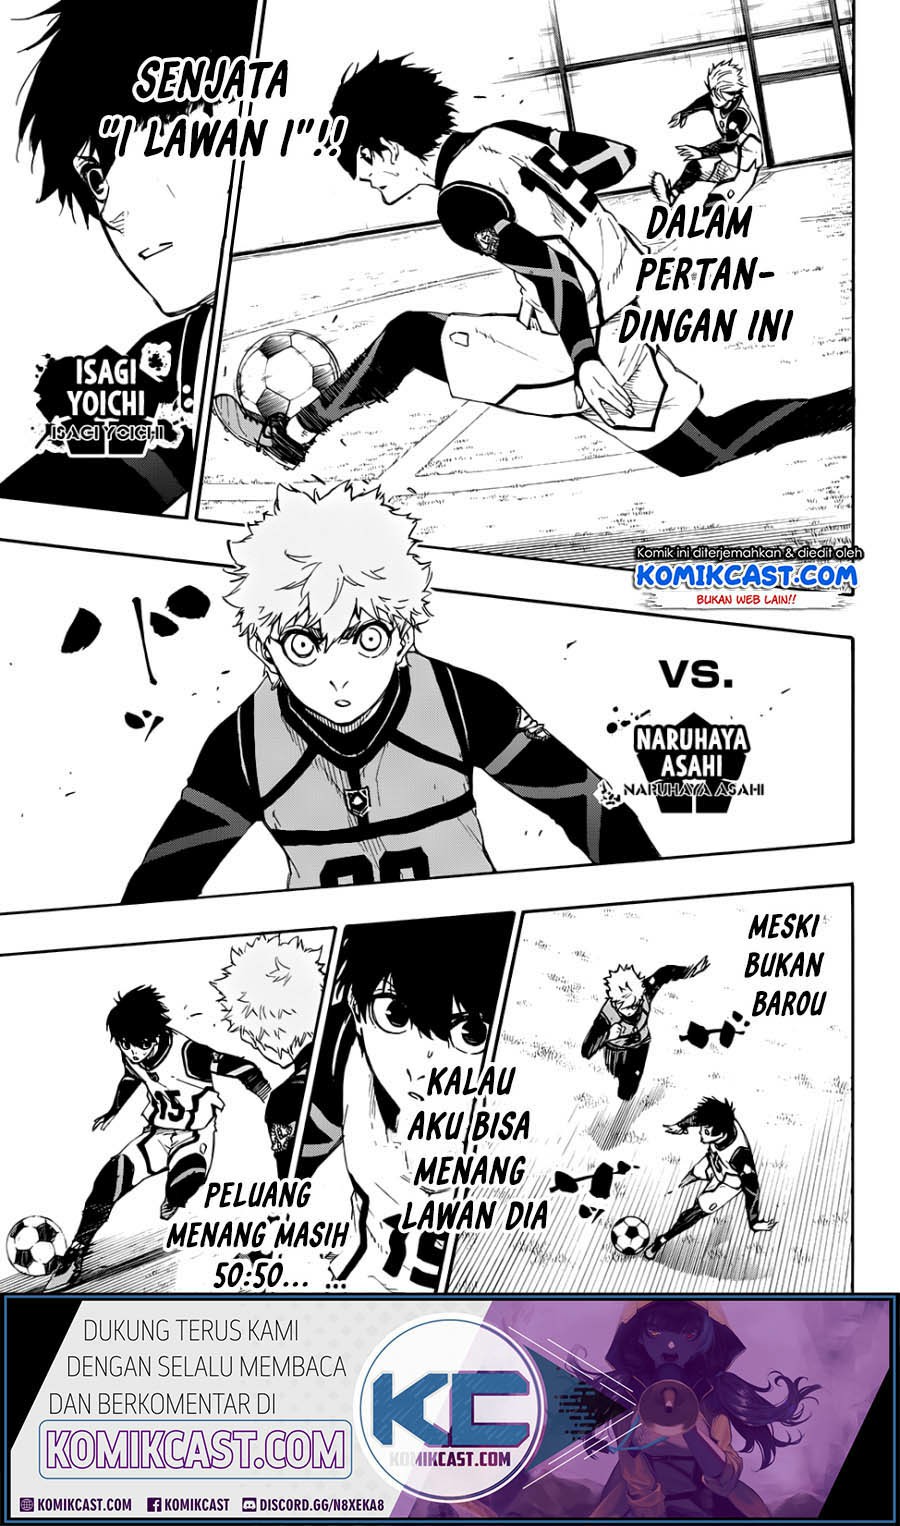 SENJATA
"1 LAWAN 1"!!
15
DALAM
PERTAN-
DINGAN INI
ISAGI
YOICHI
ISAGI YOICHI
Komik ini diterjemahkan & diedit oleh
KOMIKCAST.COM
BUKAN WEB LAIN!!
VS.
NARUHAYA
ASAHI
NARUHAYA ASAHI
MESKI
BUKAN
BAROU
KALAU
AKU BISA
MENANG
LAWAN DIA
15
PELUANG
MENANG MASIH
50:50... ...
DUKUNG TERUS KAMI
DENGAN SELALU MEMBACA
DAN BERKOMENTAR DI
KOMIKCAST.COM
KC
KOMIKCAST.COM
KOMIKCAST.COM KOMIKCAST DISCORD.GG/N8XEKA8